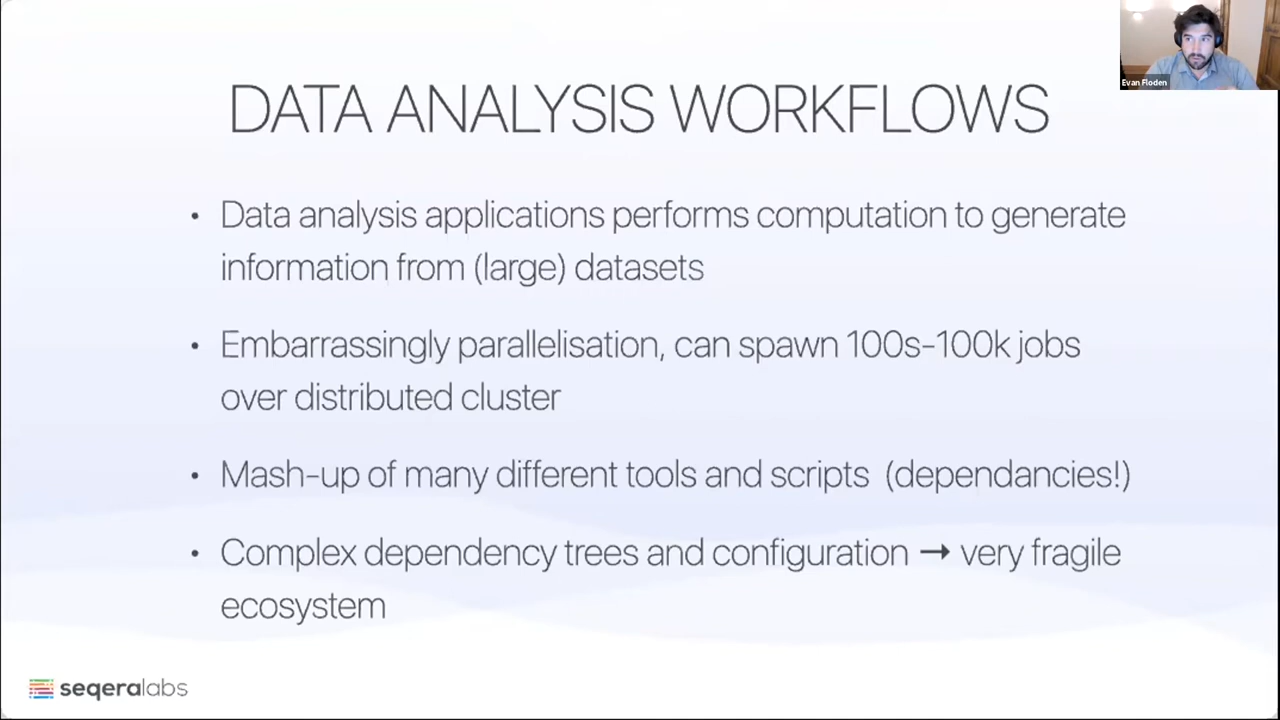 DATA ANALYSIS WORKFLOWS
Evan Floden
• Data analysis applications performs computation to generate
information from (large) datasets
• Embarrassingly parallelisation, can spawn 100s-100k jobs
over distributed cluster
• Mash-up of many different tools and scripts (dependancies!)
• Complex dependency trees and configuration → very fragile
ecosystem
seqeralabs